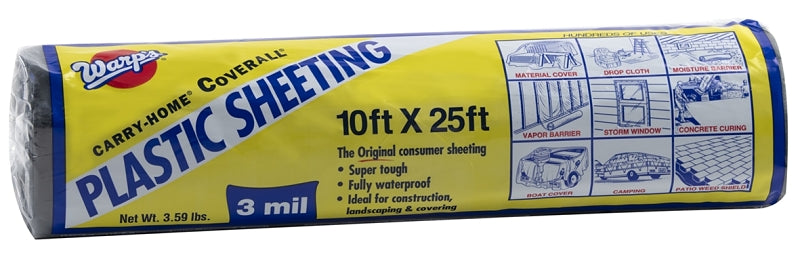 Warp's
CARRY-HOME® COVERALL®
PLASTIC SHEETING
Net Wt. 3.59 lbs.
3 mil
10ft X 25ft
The Original consumer sheeting
• Super tough
• Fully waterproof
• Ideal for construction,
landscaping & covering
HUNDREDS OF USES
MATERIAL COVER
DROP CLOTH
MOISTURE BARRIER
VAPOR BARRIER
STORM WINDOW
CONCRETE CURING
BOAT COVER
CAMPING
PATIO WEED SHIELD